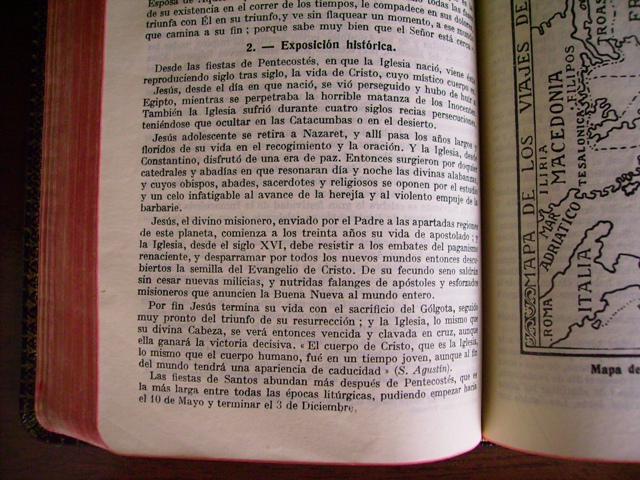 de su existencia en el correr de los tiempos, le compadece en sus dolores,
triunfa con Él en su triunfo, y ve sin flaquear un momento, a ese mundo
que camina a su fin ; porque sabe muy bien que el Señor está cerca
2. — Exposición histórica.
Desde las fiestas de Pentecostés, en que la Iglesia nació, viene ésta
reproduciendo siglo tras siglo, la vida de Cristo, cuyo místico cuerpo es
Jesús, desde el día en que nació, se vió perseguido y hubo de huir a
Egipto, mientras se perpetraba la horrible matanza de los Inocentes.
También la Iglesia sufrió durante cuatro siglos recias persecuciones,
teniéndose que ocultar en las Catacumbas o en el desierto.
Jesús adolescente se retira a Nazaret, y allí pasa los años largos y
floridos de su vida en el recogimiento y la oración. Y la Iglesia, desde
Constantino, disfrutó de una era de paz. Entonces surgieron por doquier
catedrales y abadías en que resonaran día y noche las divinas alabanzas,
y cuyos obispos, abades, sacerdotes y religiosos se oponen por el estudio
y un celo infatigable al avance de la herejía y al violento empuje de la
barbarie.
Jesús, el divino misionero, enviado por el Padre a las apartadas regiones
de este planeta, comienza a los treinta años su vida de apostolado ; y
la Iglesia, desde el siglo XVI, debe resistir a los embates del paganismo
renaciente, y desparramar por todos los nuevos mundos entonces descu-
biertos la semilla del Evangelio de Cristo. De su fecundo seno saldrán
sin cesar nuevas milicias, y nutridas falanges de apóstoles y esforzados
misioneros que anuncien la Buena Nueva al mundo entero.
Por fin Jesús termina su vida con el sacrificio del Gólgota, seguido
muy pronto del triunfo de su resurrección ; y la Iglesia, lo mismo que
su divina Cabeza, se verá entonces vencida y clavada en cruz, aunque
ella ganará la victoria decisiva. « El cuerpo de Cristo, que es la Iglesia,
lo mismo que el cuerpo humano, fué en un tiempo joven, aunque al fin
del mundo tendrá una apariencia de caducidad » (S. Agustín).
Las fiestas de Santos abundan más después de Pentecostés, que es
la más larga entre todas las épocas litúrgicas, pudiendo empezar hacia
el 10 de Mayo y terminar el 3 de Diciembre.
MAPA DE LOS VIAJES DE
ROMA
MAR ADRIATICO
ILIRIA
ITALIA
MACEDONIA
FILIPOS
TESALONICA
TROAS
Mapa de